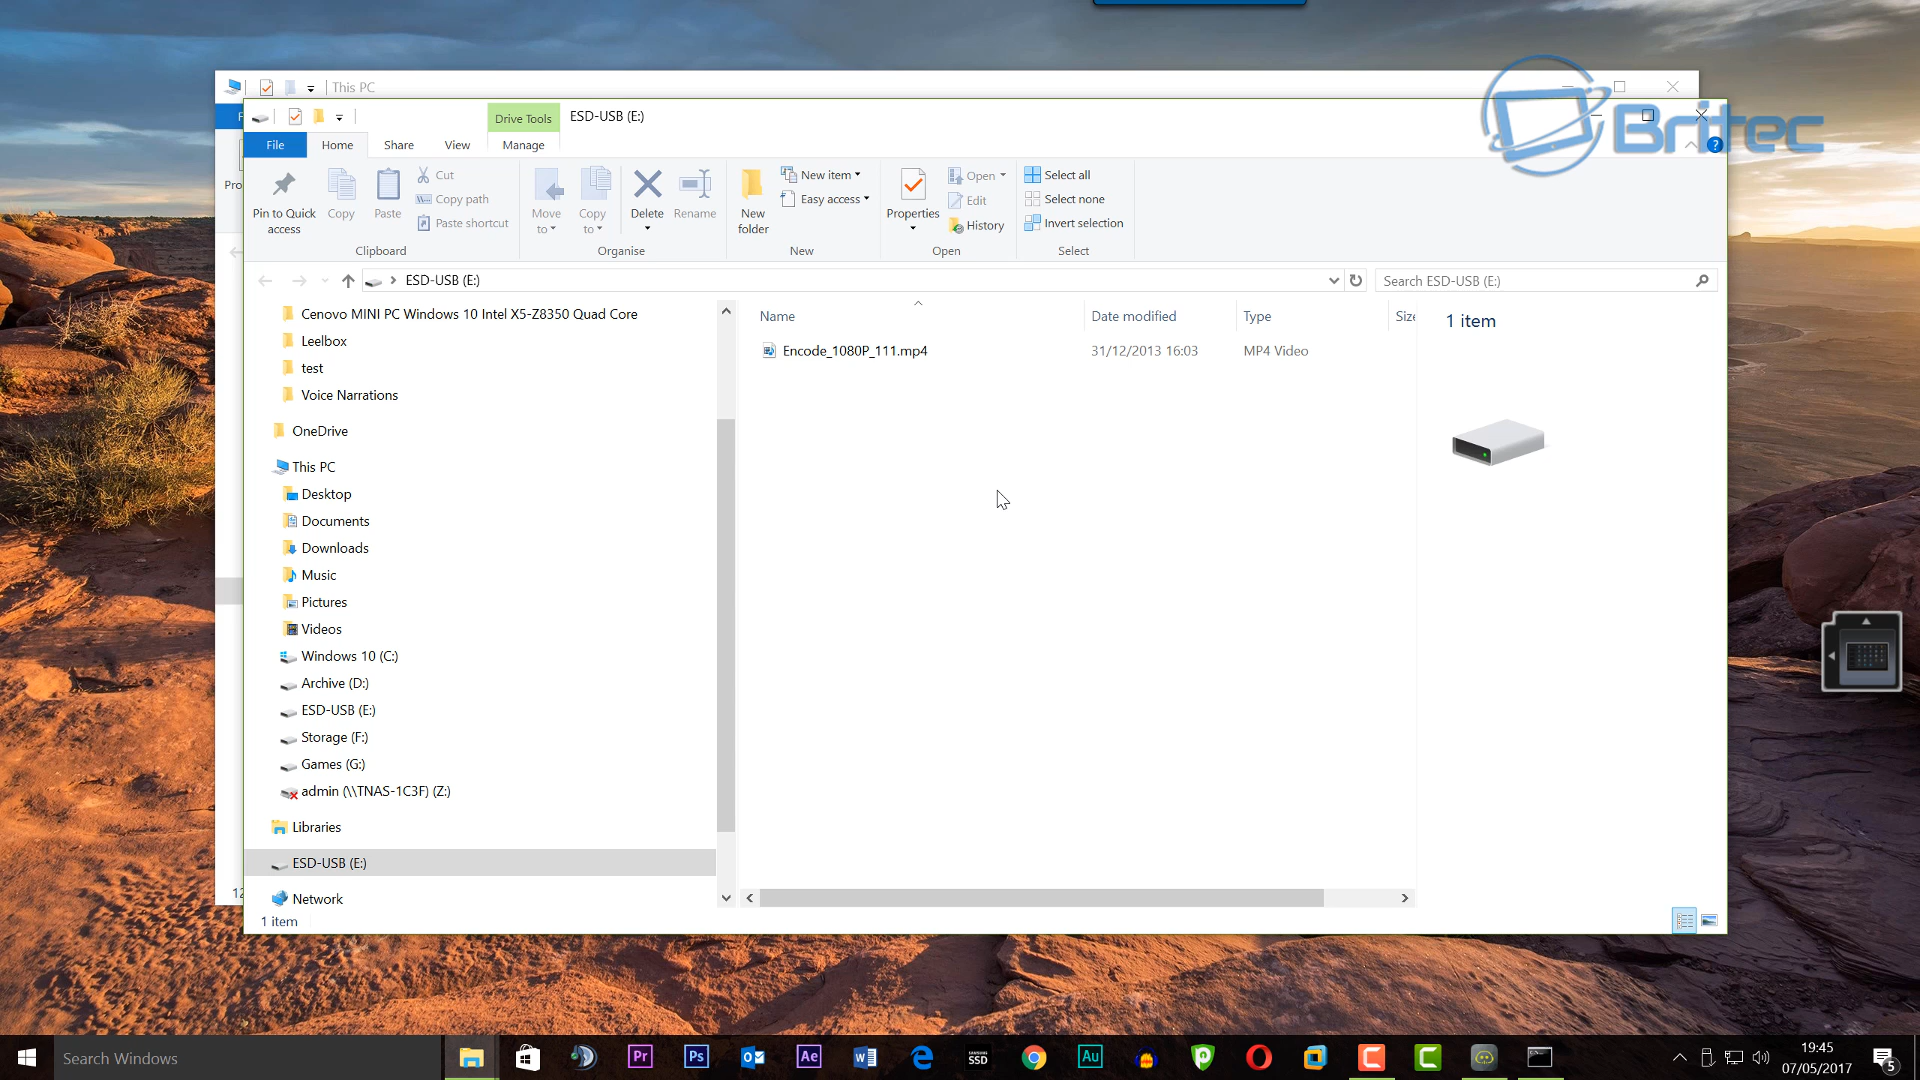 This PC
Drive Tools
ESD-USB (E:)
File
Home
Share
View
Manage
Britec
Pin to Quick access
Copy
Paste
Cut
Copy path
Paste shortcut
Clipboard
Move to
Copy to
Delete
Rename
Organise
New folder
New item
Easy access
New
Properties
Open
Edit
History
Open
Select all
Select none
Invert selection
Select
ESD-USB (E:)
Search ESD-USB (E:)
Cenovo MINI PC Windows 10 Intel X5-Z8350 Quad Core
Leelbox
test
Voice Narrations
OneDrive
This PC
Desktop
Documents
Downloads
Music
Pictures
Videos
Windows 10 (C:)
Archive (D:)
ESD-USB (E:)
Storage (F:)
Games (G:)
admin (\\TNAS-1C3F) (Z:)
Libraries
ESD-USB (E:)
Network
Name
Date modified
Type
Size
Encode_1080P_111.mp4
31/12/2013 16:03
MP4 Video
1 item
1 item
Search Windows
Pr
Ps
Ae
SAMSUNG SSD
Au
19:45
07/05/2017
5